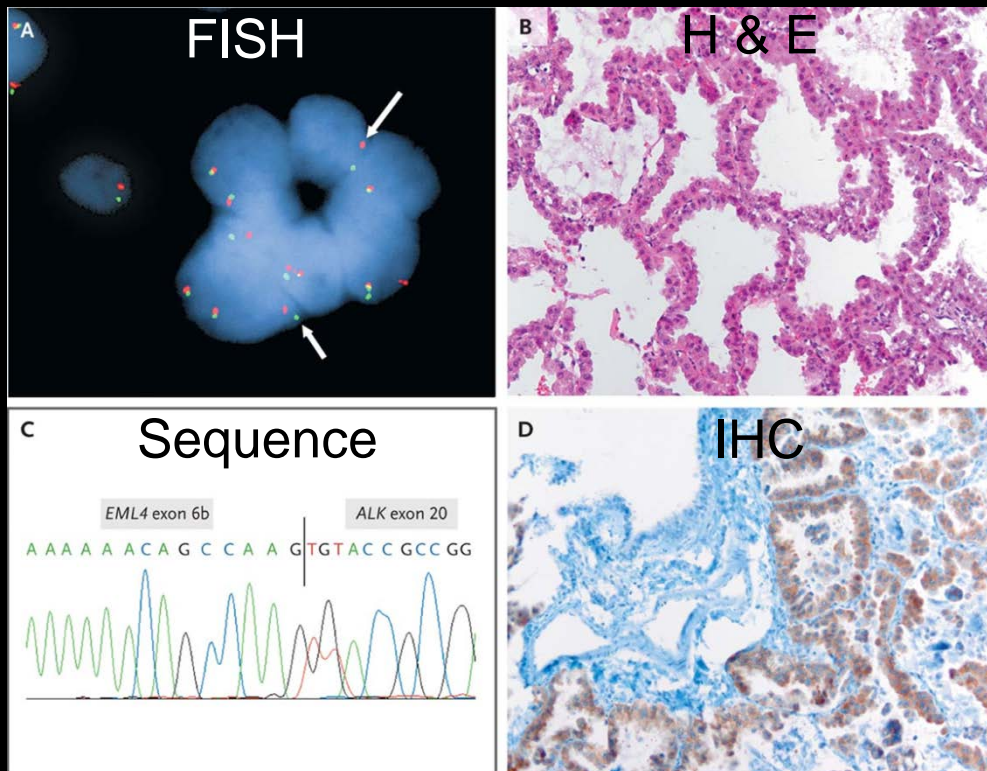 A
FISH
B
H & E
C
Sequence
EML4 exon 6b
ALK exon 20
A A A A A A C A G C C A A G T G T A C C G C C G G
D
IHC